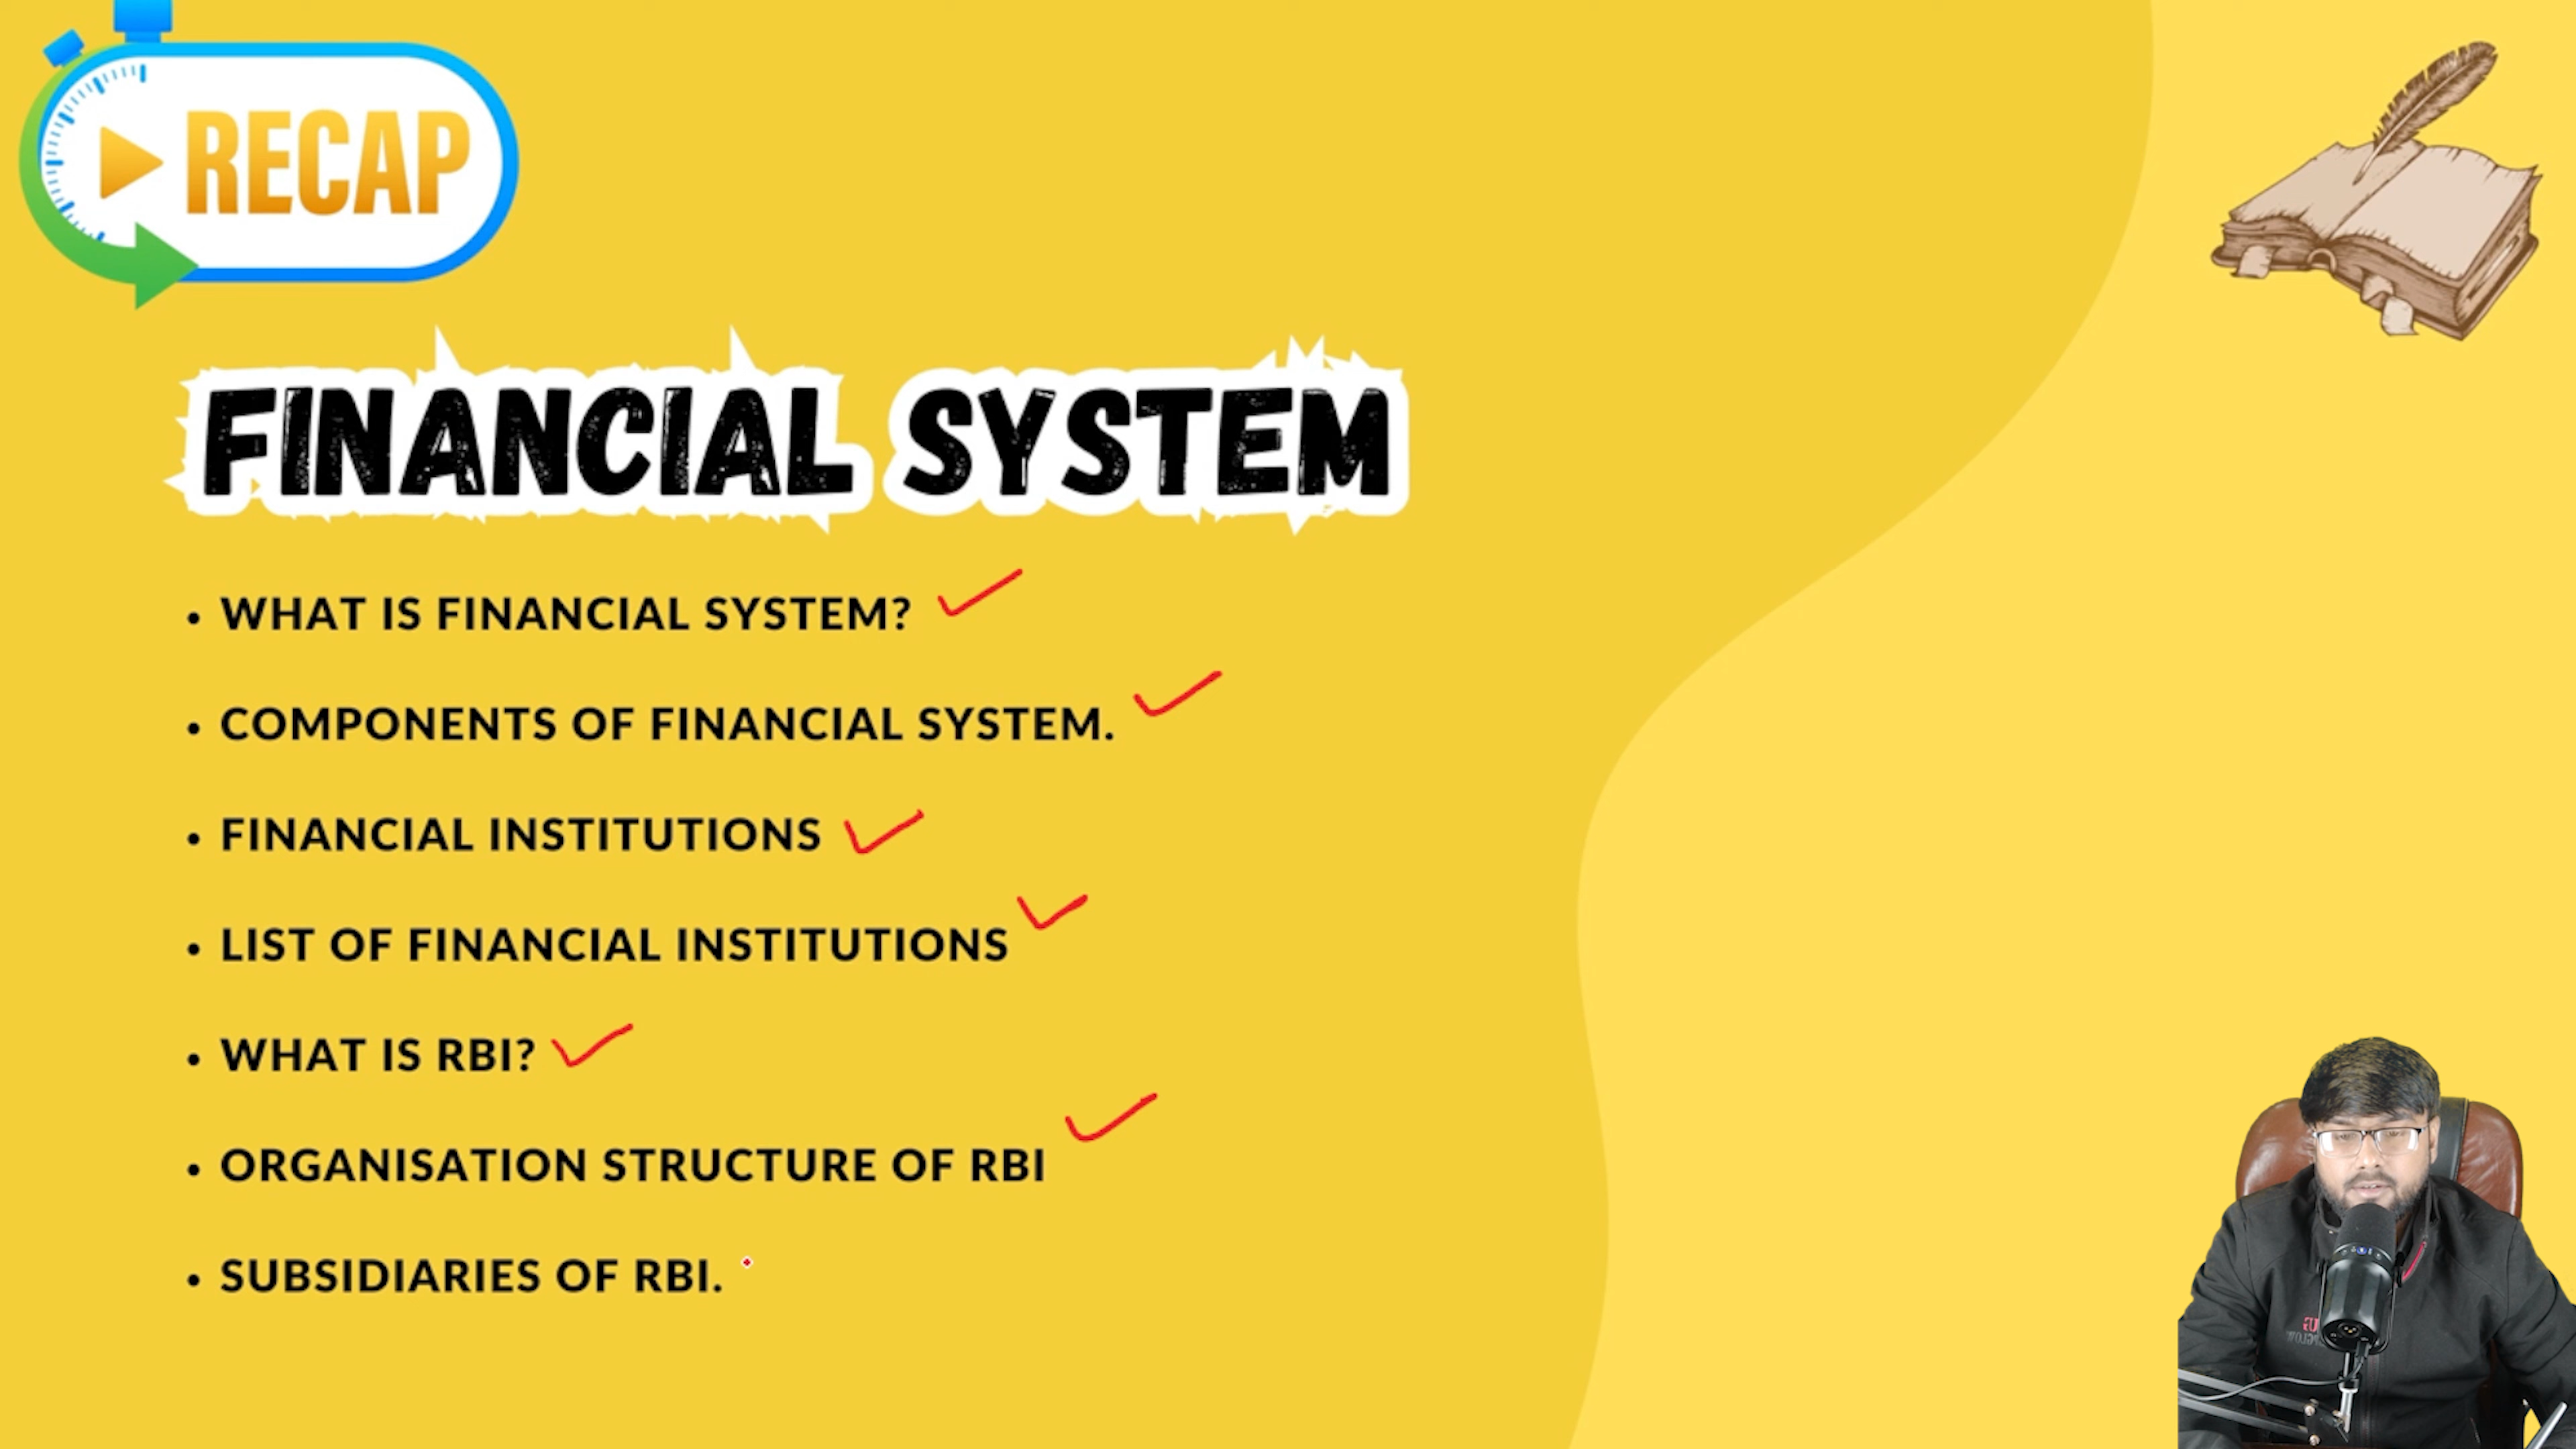 RECAP
FINANCIAL SYSTEM
• WHAT IS FINANCIAL SYSTEM?
• COMPONENTS OF FINANCIAL SYSTEM.
• FINANCIAL INSTITUTIONS
• LIST OF FINANCIAL INSTITUTIONS
• WHAT IS RBI?
• ORGANISATION STRUCTURE OF RBI
• SUBSIDIARIES OF RBI.